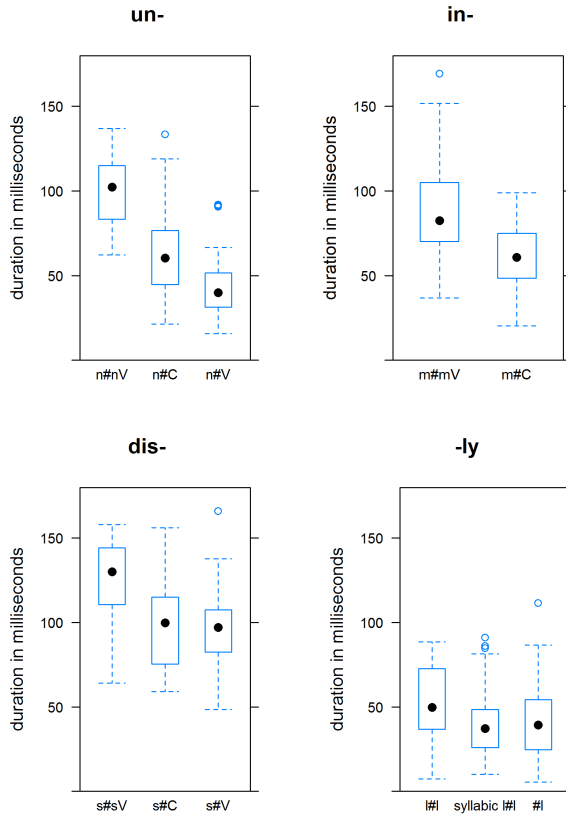 un-
duration in milliseconds
150
100
50
n#nV n#C n#V
in-
duration in milliseconds
150
100
50
m#mV m#C
dis-
duration in milliseconds
150
100
50
s#sV s#C s#V
-ly
duration in milliseconds
150
100
50
l#l syllabic l#l #l